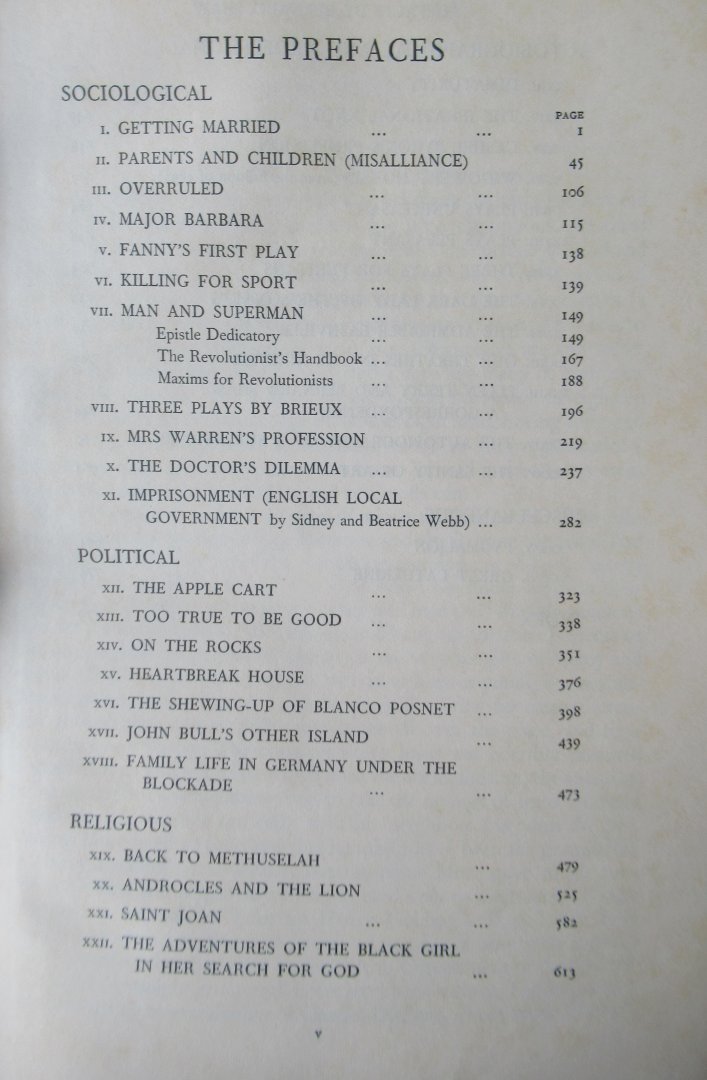 THE PREFACES
SOCIOLOGICAL
PAGE
I. GETTING MARRIED ... ... 1
II. PARENTS AND CHILDREN (MISALLIANCE) 45
III. OVERRULED ... ... 106
IV. MAJOR BARBARA ... ... 115
V. FANNY'S FIRST PLAY ... ... 138
VI. KILLING FOR SPORT ... ... 139
VII. MAN AND SUPERMAN ... ... 149
Epistle Dedicatory ... ... 149
The Revolutionist's Handbook ... ... 167
Maxims for Revolutionists ... ... 188
VIII. THREE PLAYS BY BRIEUX ... ... 196
IX. MRS WARREN'S PROFESSION ... 219
X. THE DOCTOR'S DILEMMA ... ... 237
XI. IMPRISONMENT (ENGLISH LOCAL
GOVERNMENT by Sidney and Beatrice Webb) ... 282
POLITICAL
XII. THE APPLE CART ... ... 323
XIII. TOO TRUE TO BE GOOD ... ... 338
XIV. ON THE ROCKS ... ... 351
XV. HEARTBREAK HOUSE ... ... 376
XVI. THE SHEWING-UP OF BLANCO POSNET ... 398
XVII. JOHN BULL'S OTHER ISLAND ... 439
XVIII. FAMILY LIFE IN GERMANY UNDER THE
BLOCKADE ... ... 473
RELIGIOUS
XIX. BACK TO METHUSELAH ... 479
XX. ANDROCLES AND THE LION ... 525
XXI. SAINT JOAN ... ... 582
XXII. THE ADVENTURES OF THE BLACK GIRL
IN HER SEARCH FOR GOD ... 613
v